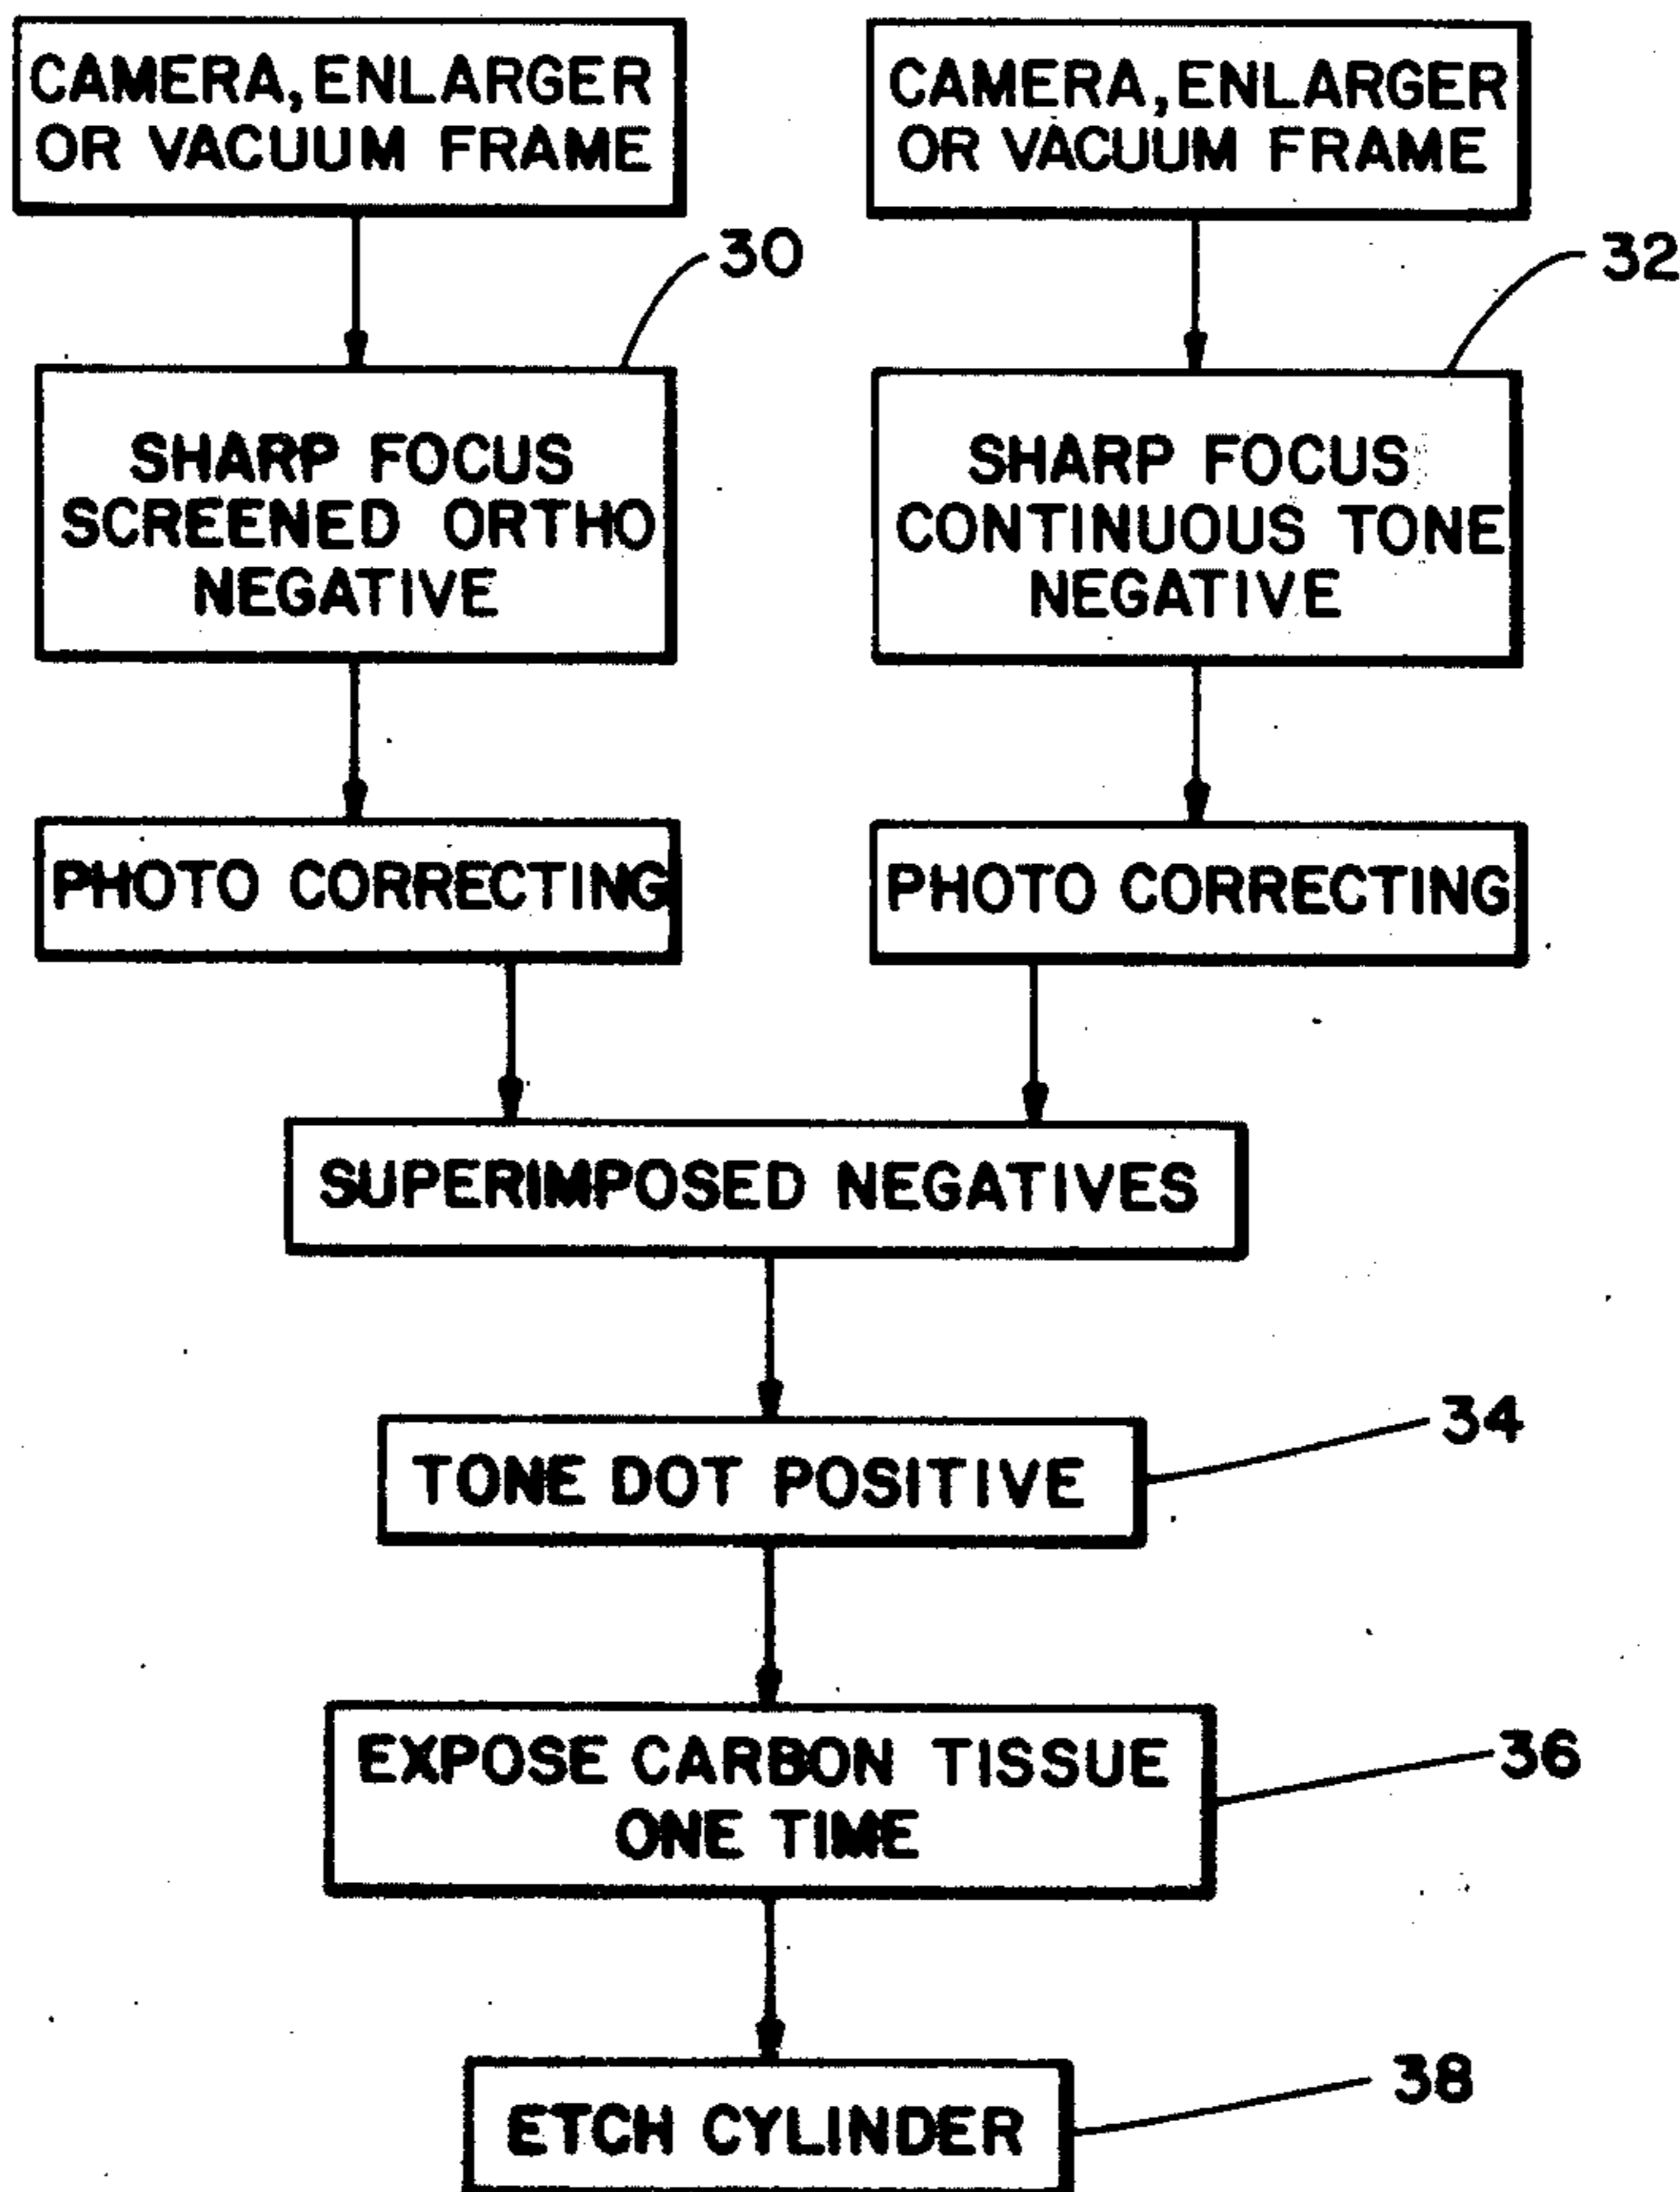 CAMERA, ENLARGER
OR VACUUM FRAME
CAMERA, ENLARGER
OR VACUUM FRAME
30
32
SHARP FOCUS
SCREENED ORTHO
NEGATIVE
SHARP FOCUS
CONTINUOUS TONE
NEGATIVE
PHOTO CORRECTING
PHOTO CORRECTING
SUPERIMPOSED NEGATIVES
TONE DOT POSITIVE
34
EXPOSE CARBON TISSUE
ONE TIME
36
ETCH CYLINDER
38